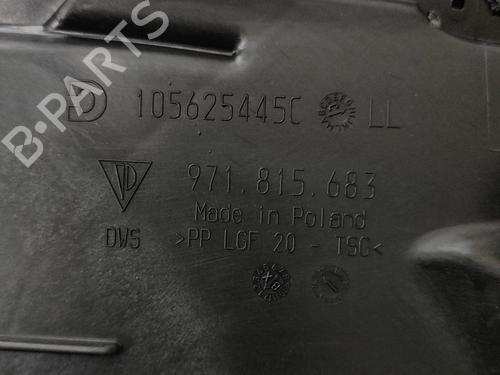 105625445C LL
971.815.683
Made in Poland
DWS >PP LGF 20 - TSC<
B-PARTS